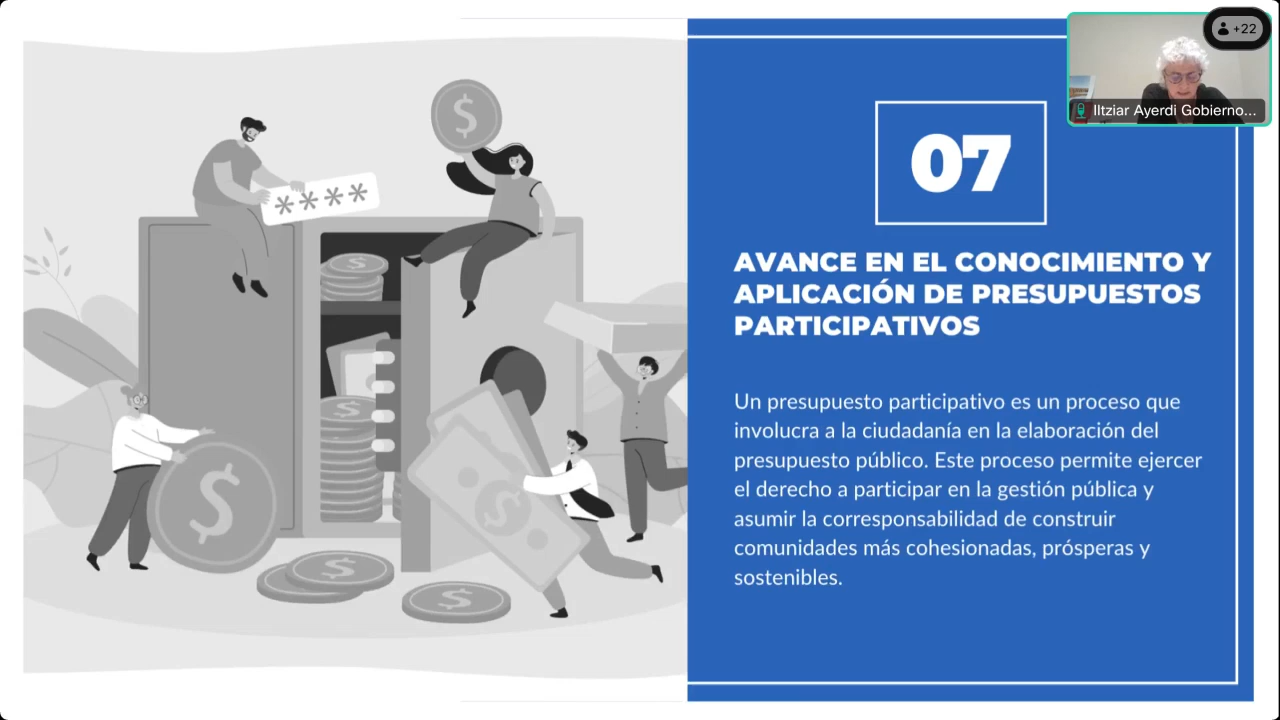 +22
Iltziar Ayerdi Gobierno...
07
AVANCE EN EL CONOCIMIENTO Y
APLICACIÓN DE PRESUPUESTOS
PARTICIPATIVOS
Un presupuesto participativo es un proceso que
involucra a la ciudadanía en la elaboración del
presupuesto público. Este proceso permite ejercer
el derecho a participar en la gestión pública y
asumir la corresponsabilidad de construir
comunidades más cohesionadas, prósperas y
sostenibles.
$
****
$
$
$
$
$
$